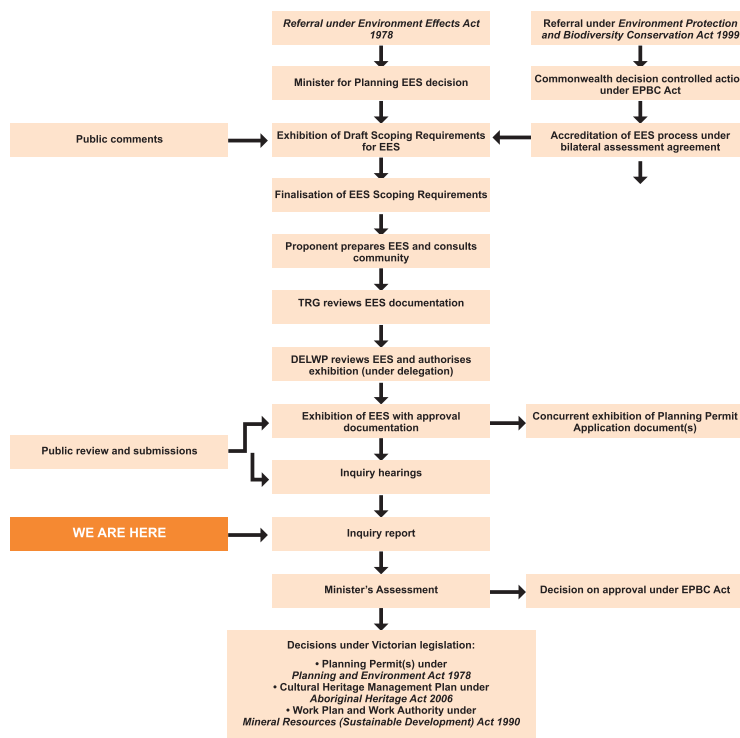 Referral under Environment Effects Act
1978
Referral under Environment Protection
and Biodiversity Conservation Act 1999
Minister for Planning EES decision
Commonwealth decision controlled actio
under EPBC Act
Public comments
Exhibition of Draft Scoping Requirements
for EES
Accreditation of EES process under
bilateral assessment agreement
Finalisation of EES Scoping Requirements
Proponent prepares EES and consults
community
TRG reviews EES documentation
DELWP reviews EES and authorises
exhibition (under delegation)
Exhibition of EES with approval
documentation
Concurrent exhibition of Planning Permit
Application document(s)
Public review and submissions
Inquiry hearings
WE ARE HERE
Inquiry report
Minister's Assessment
Decision on approval under EPBC Act
Decisions under Victorian legislation:
• Planning Permit(s) under
Planning and Environment Act 1978
• Cultural Heritage Management Plan under
Aboriginal Heritage Act 2006
• Work Plan and Work Authority under
Mineral Resources (Sustainable Development) Act 1990